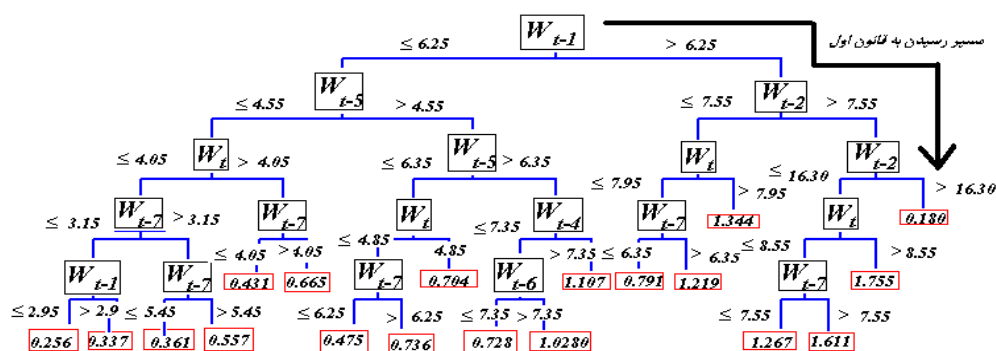 W t-1
≤ 6.25
> 6.25
مسیر رسیدن به قانون اول
W t-5
W t-2
≤ 4.55
> 4.55
≤ 7.55
> 7.55
W t
W t-5
W t
W t-2
≤ 4.05
> 4.05
≤ 6.35
> 6.35
≤ 7.95
> 7.95
≤ 16.30
> 16.30
W t-7
W t-7
W t
W t-4
W t-7
1.344
W t
0.180
≤ 3.15
> 3.15
≤ 4.05
> 4.05
≤ 4.85
4.85
≤7.35
> 7.35
≤ 6.35
> 6.35
≤ 8.55
> 8.55
W t-1
W t-7
0.431
0.665
W t-7
0.704
W t-6
1.107
0.791
1.219
W t-7
1.755
≤2.95
> 2.9
≤ 5.45
> 5.45
≤ 6.25
> 6.25
≤ 7.35
> 7.35
≤ 7.55
> 7.55
0.256
0.337
0.361
0.557
0.475
0.736
0.728
1.0280
1.267
1.611